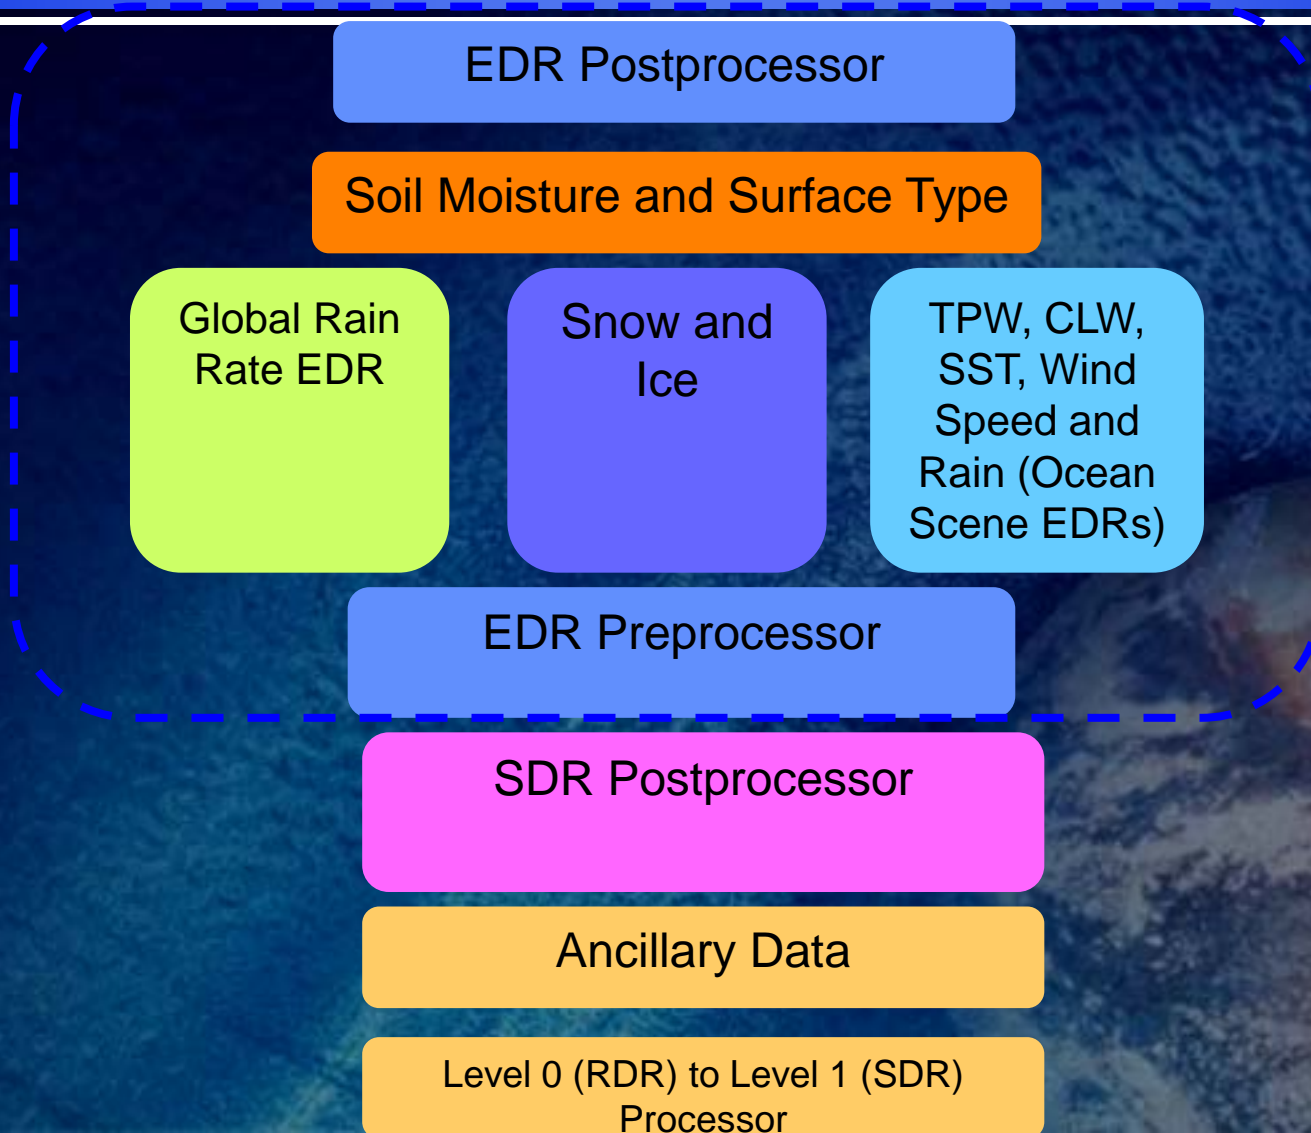 EDR Postprocessor
Soil Moisture and Surface Type
Global Rain
Rate EDR
Snow and
Ice
TPW, CLW,
SST, Wind
Speed and
Rain (Ocean
Scene EDRs)
EDR Preprocessor
SDR Postprocessor
Ancillary Data
Level 0 (RDR) to Level 1 (SDR)
Processor